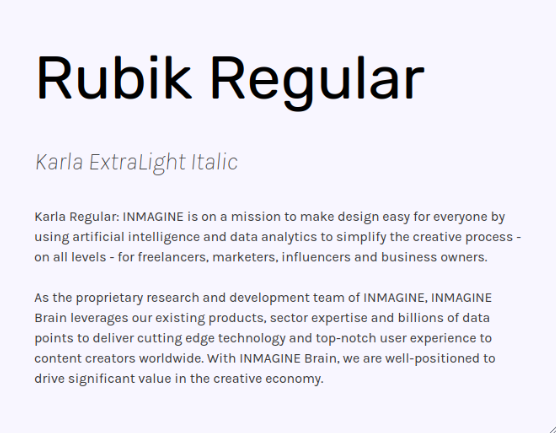 Rubik Regular
Karla ExtraLight Italic
Karla Regular: INMAGINE is on a mission to make design easy for everyone by
using artificial intelligence and data analytics to simplify the creative process -
on all levels - for freelancers, marketers, influencers and business owners.
As the proprietary research and development team of INMAGINE, INMAGINE
Brain leverages our existing products, sector expertise and billions of data
points to deliver cutting edge technology and top-notch user experience to
content creators worldwide. With INMAGINE Brain, we are well-positioned to
drive significant value in the creative economy.